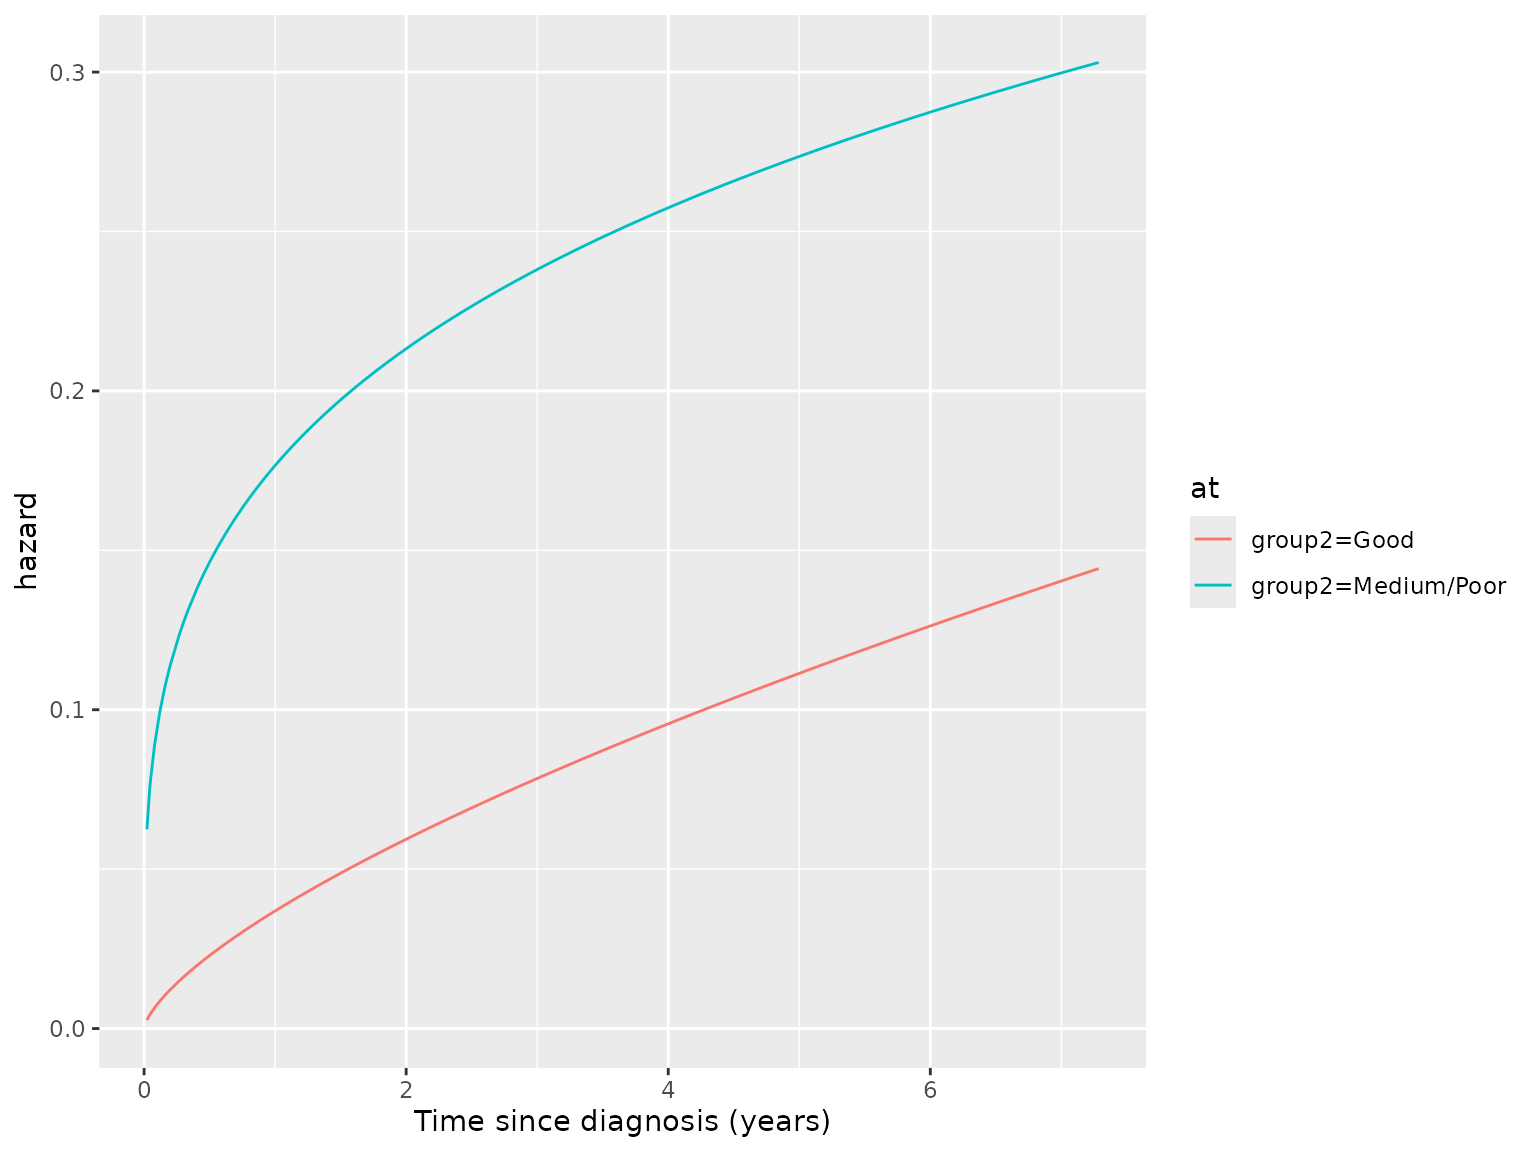 0.3
0.2
0.1
0.0
hazard
0 2 4 6
Time since diagnosis (years)
at
group2=Good
group2=Medium/Poor